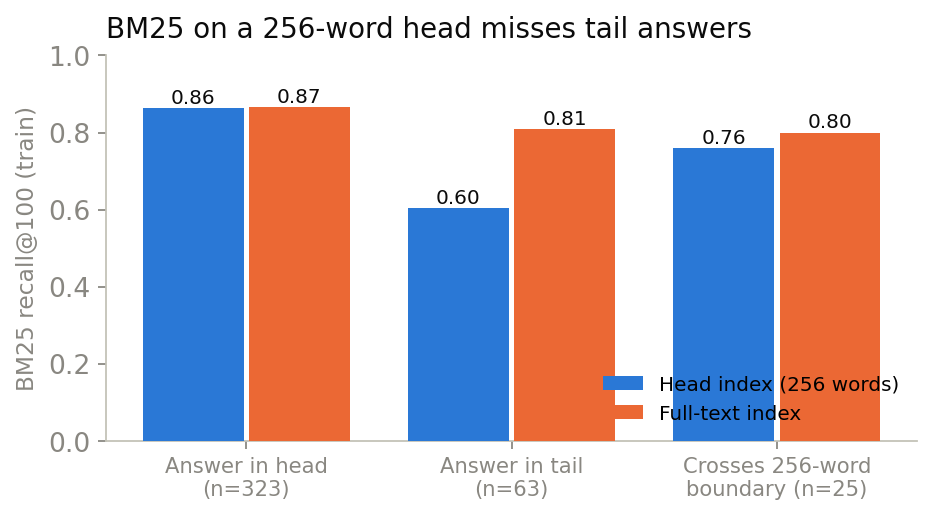 BM25 on a 256-word head misses tail answers
BM25 recall@100 (train)
1.0
0.8
0.6
0.4
0.2
0.0
0.86
0.87
0.60
0.81
0.76
0.80
Head index (256 words)
Full-text index
Answer in head
(n=323)
Answer in tail
(n=63)
Crosses 256-word
boundary (n=25)